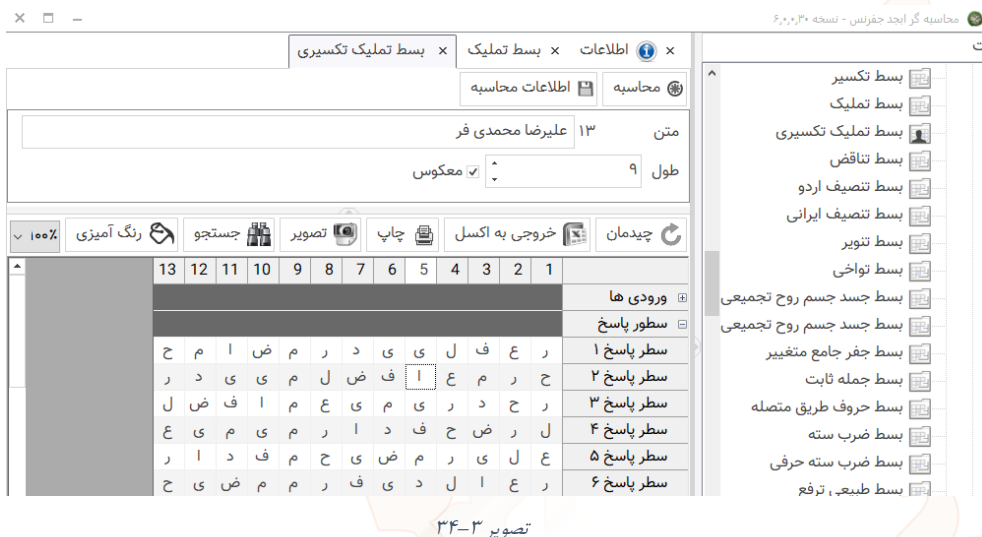 محاسبه گر ابجد جفرنس - نسخه ۶,۰,۰,۳۰
ت
بسط تکسیر
بسط تملیک
بسط تملیک تکسیری
بسط تناقض
بسط تنصیف اردو
بسط تنصیف ایرانی
بسط تنویر
بسط تواخی
بسط جسد جسم روح تجمیعی
بسط جسد جسم روح تجمیعی
بسط جفر جامع متغییر
بسط جمله ثابت
بسط حروف طریق متصله
بسط ضرب سته
بسط ضرب سته حرفی
بسط طبیعی ترفع
اطلاعات بسط تملیک بسط تملیک تکسیری
محاسبه اطلاعات محاسبه
متن ۱۳ علیرضا محمدی فر
طول ۹ معکوس
چیدمان خروجی به اکسل چاپ تصویر جستجو رنگ آمیزی ۱۰۰٪
1 2 3 4 5 6 7 8 9 10 11 12 13
ورودی ها
سطور پاسخ
سطر پاسخ ۱ ر ع ف ل ی ی د ر م ض ا م ح
سطر پاسخ ۲ ح ر م ع ا ف ض ل م ی ی د ر
سطر پاسخ ۳ ر ح د ر ی م ی ع م ا ف ض ل
سطر پاسخ ۴ ل ر ض ح ف د ا ر م ی م ی ع
سطر پاسخ ۵ ع ل ی ر م ض ی ح م ف د ا ر
سطر پاسخ ۶ ر ع ا ل د ی ف ر م م ض ی ح
تصویر ۳-۳۴